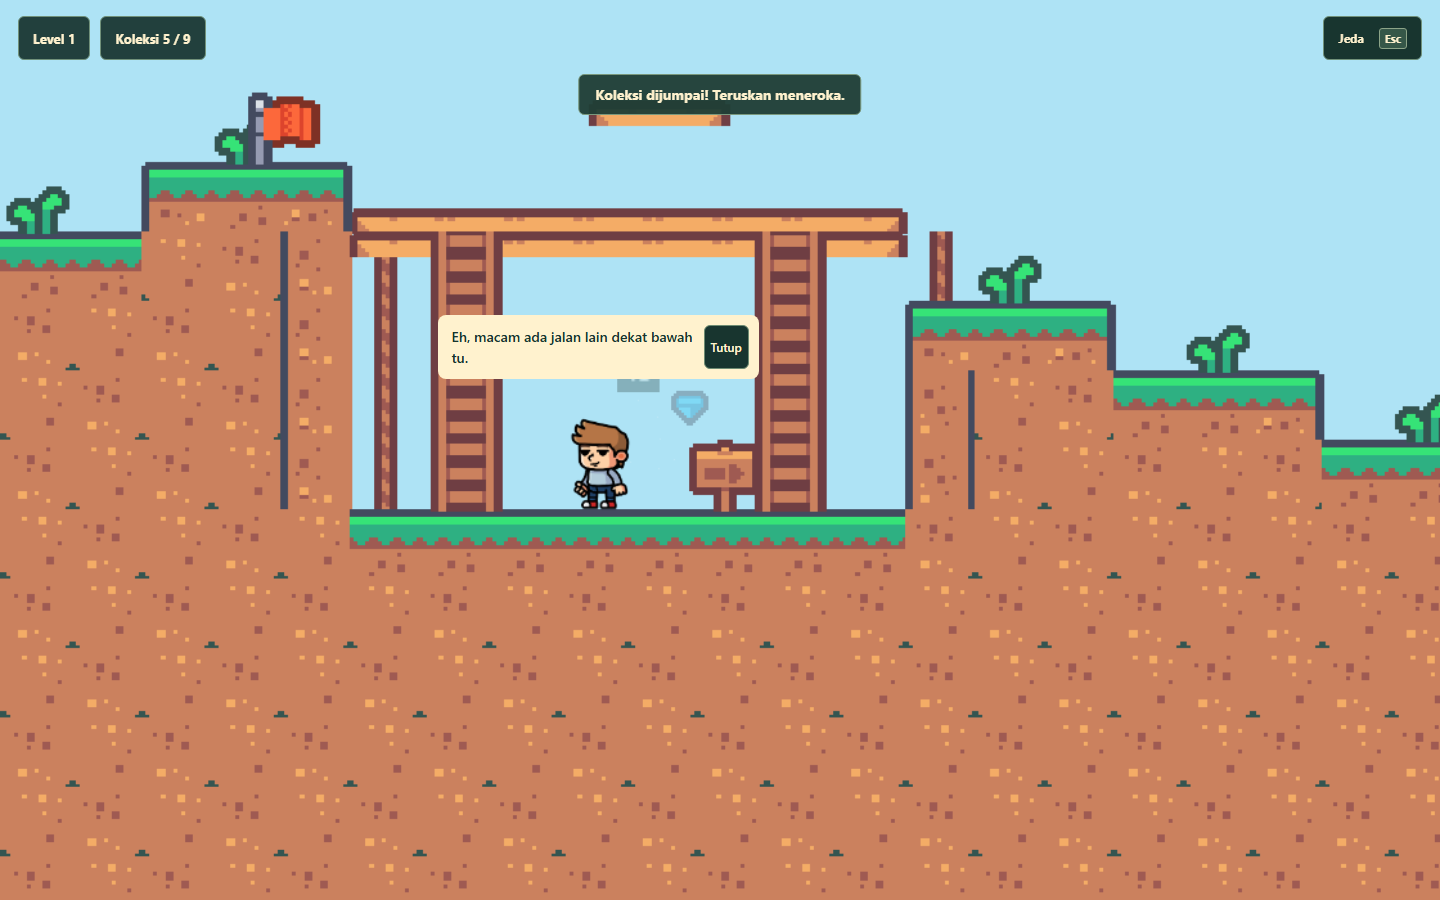 Level 1
Koleksi 5 / 9
Jeda Esc
Koleksi dijumpai! Teruskan meneroka.
Eh, macam ada jalan lain dekat bawah
tu.
Tutup